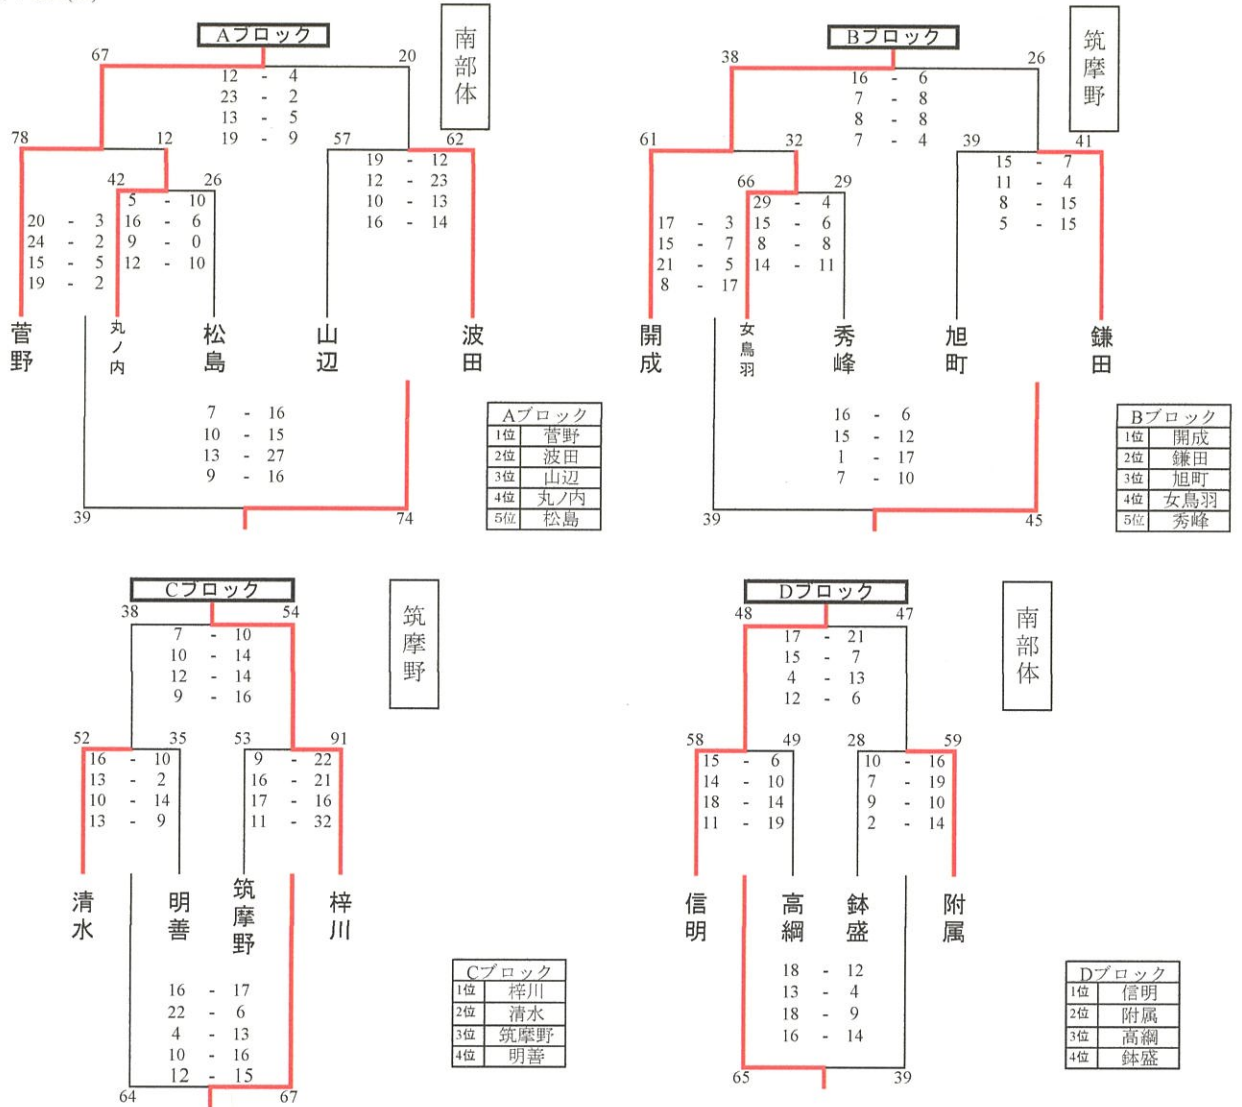 Aブロック
南部体
67
20
12 - 4
23 - 2
13 - 5
19 - 9
78
12
57
62
42
26
5 - 10
16 - 6
9 - 0
12 - 10
20 - 3
24 - 2
15 - 5
19 - 2
19 - 12
12 - 23
10 - 13
16 - 14
菅野
丸ノ内
松島
山辺
波田
7 - 16
10 - 15
13 - 27
9 - 16
39
74
Aブロック
1位 菅野
2位 波田
3位 山辺
4位 丸ノ内
5位 松島
Bブロック
筑摩野
38
26
16 - 6
7 - 8
8 - 8
7 - 4
61
32
39
41
66
29
29 - 4
15 - 6
8 - 8
14 - 11
17 - 3
15 - 7
21 - 5
8 - 17
15 - 7
11 - 4
8 - 15
5 - 15
開成
女鳥羽
秀峰
旭町
鎌田
16 - 6
15 - 12
1 - 17
7 - 10
39
45
Bブロック
1位 開成
2位 鎌田
3位 旭町
4位 女鳥羽
5位 秀峰
Cブロック
筑摩野
38
54
7 - 10
10 - 14
12 - 14
9 - 16
52
35
53
91
16 - 10
13 - 2
10 - 14
13 - 9
9 - 22
16 - 21
17 - 16
11 - 32
清水
明善
筑摩野
梓川
16 - 17
22 - 6
4 - 13
10 - 16
12 - 15
64
67
Cブロック
1位 梓川
2位 清水
3位 筑摩野
4位 明善
Dブロック
南部体
48
47
17 - 21
15 - 7
4 - 13
12 - 6
58
49
28
59
15 - 6
14 - 10
18 - 14
11 - 19
10 - 16
7 - 19
9 - 10
2 - 14
信明
高綱
鉢盛
附属
18 - 12
13 - 4
18 - 9
16 - 14
65
39
Dブロック
1位 信明
2位 附属
3位 高綱
4位 鉢盛